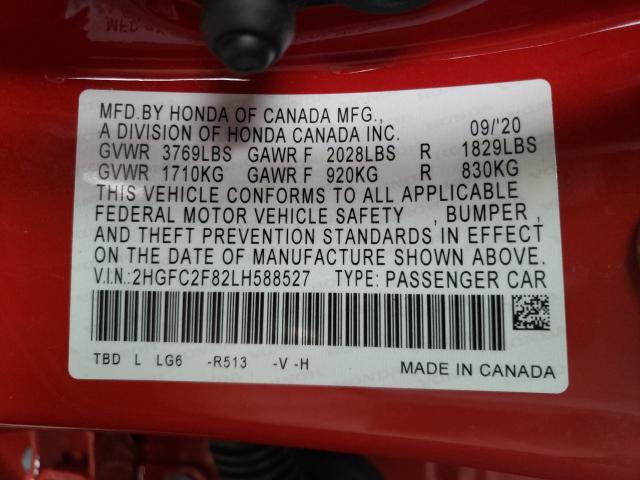 MFD.BY HONDA OF CANADA MFG.,
A DIVISION OF HONDA CANADA INC. 09/'20
GVWR 3769LBS GAWR F 2028LBS R 1829LBS
GVWR 1710KG GAWR F 920KG R 830KG
THIS VEHICLE CONFORMS TO ALL APPLICABLE
FEDERAL MOTOR VEHICLE SAFETY , BUMPER ,
AND THEFT PREVENTION STANDARDS IN EFFECT
ON THE DATE OF MANUFACTURE SHOWN ABOVE.
V.I.N.:2HGFC2F82LH588527 TYPE: PASSENGER CAR
TBD L LG6 -R513 -V -H
MADE IN CANADA